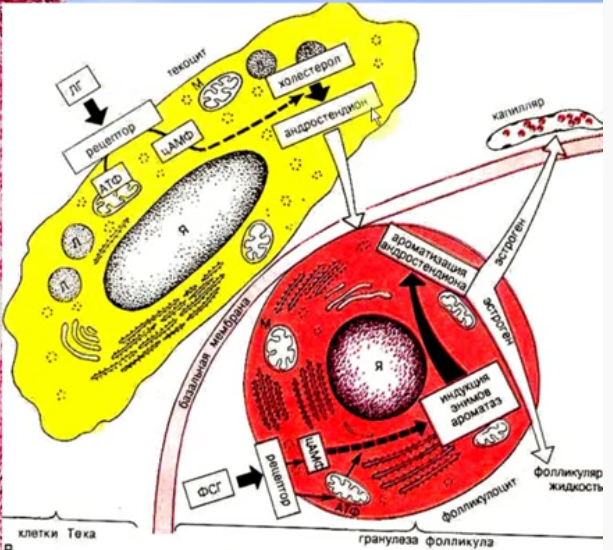 текоцит
ЛГ
рецептор
цАМФ
АТФ
М
Л
холестерол
андростендион
Я
Л
Л
капилляр
базальная мембрана
ароматизация
андростендиона
эстроген
эстроген
М
Я
индукция
энимов
ароматаз
цАМФ
рецептор
ФСГ
АТФ
фолликулоцит
фолликуляр
жидкость
клетки Тека
гранулеза фолликула